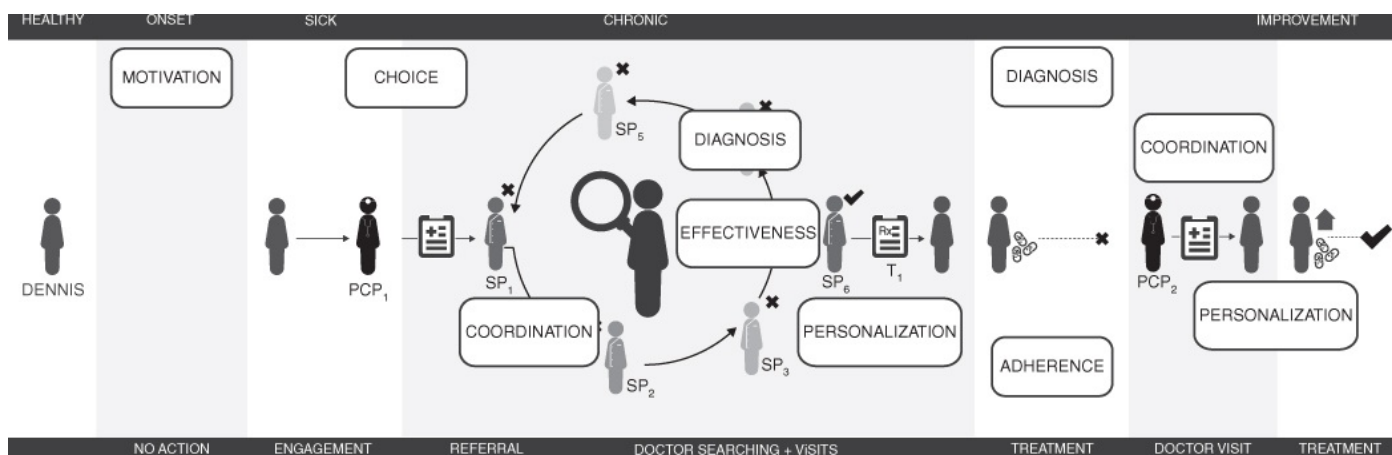 HEALTHY ONSET SICK CHRONIC IMPROVEMENT
MOTIVATION
CHOICE
DIAGNOSIS
SP5
DIAGNOSIS
COORDINATION
EFFECTIVENESS
Rx
DENNIS
PCP1
SP1
SP6
T1
PCP2
COORDINATION
PERSONALIZATION
PERSONALIZATION
SP2
SP3
ADHERENCE
NO ACTION ENGAGEMENT REFERRAL DOCTOR SEARCHING + ViSITS TREATMENT DOCTOR VISIT TREATMENT